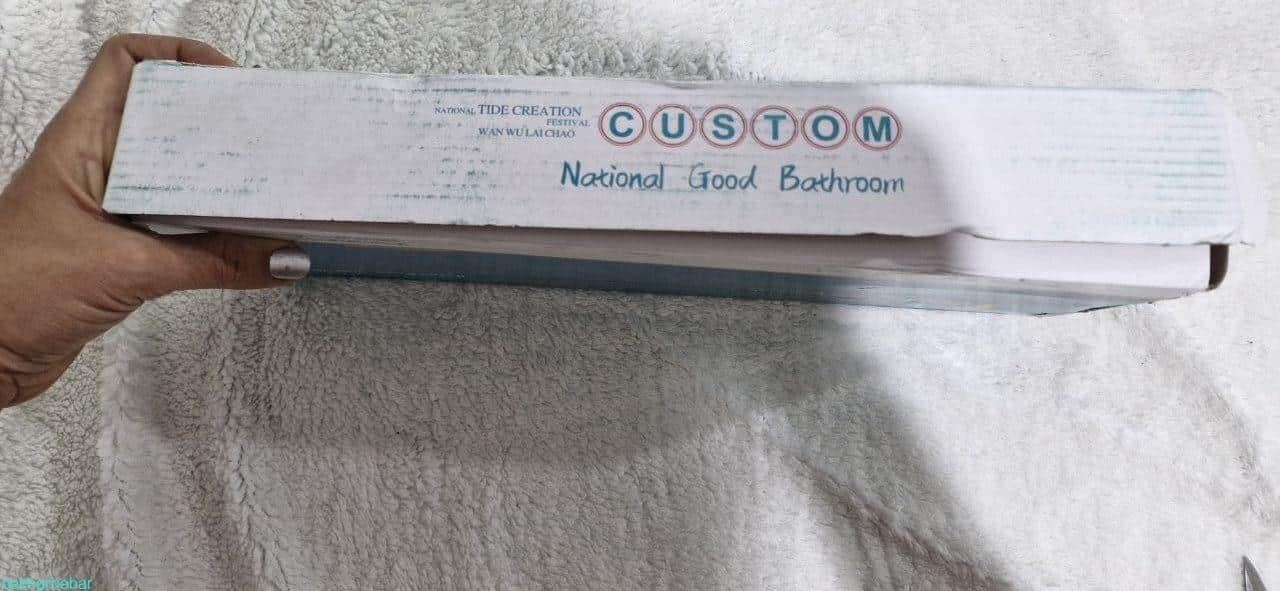 NATIONAL TIDE CREATION
FESTIVAL
WAN WU LAI CHAO
CUSTOM
National Good Bathroom